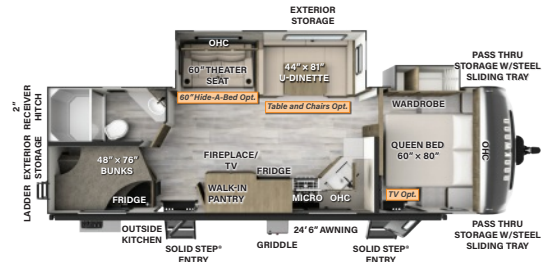 EXTERIOR
STORAGE
OHC
60" THEATER
SEAT
60" Hide-A-Bed Opt.
44" x 81"
U-DINETTE
Table and Chairs Opt.
PASS THRU
STORAGE W/STEEL
SLIDING TRAY
WARDROBE
QUEEN BED
60" x 80"
OHC
TV Opt.
2"
RECEIVER
HITCH
EXTERIOR
STORAGE
LADDER
48" x 76"
BUNKS
FRIDGE
FIREPLACE/
TV
FRIDGE
WALK-IN
PANTRY
MICRO
OHC
OUTSIDE
KITCHEN
SOLID STEP®
ENTRY
GRIDDLE
24' 6" AWNING
SOLID STEP®
ENTRY
PASS THRU
STORAGE W/STEEL
SLIDING TRAY